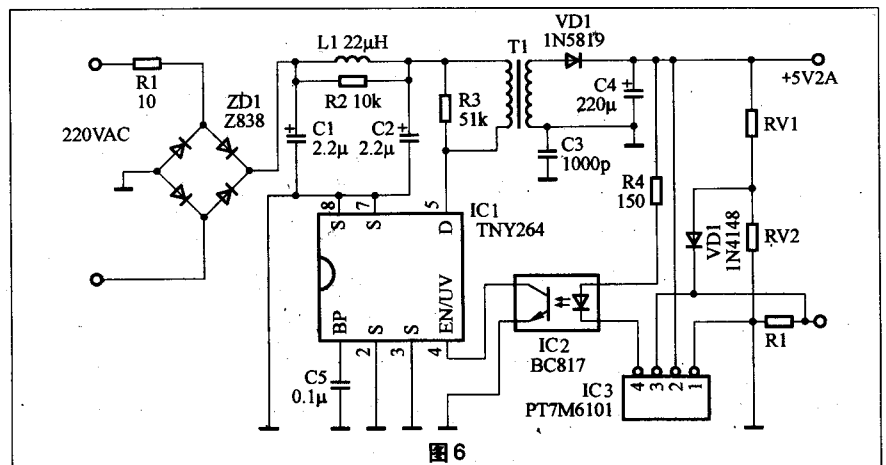 R1
10
220VAC
ZD1
Z838
L1 22μH
R2 10k
C1
2.2μ
C2
2.2μ
R3
51k
T1
VD1
1N5819
C4
220μ
C3
1000p
+5V2A
RV1
R4
150
VD1
1N4148
RV2
R1
8
7
5
S
S
D
IC1
TNY264
BP
S
S
EN/UV
2
3
4
C5
0.1μ
IC2
BC817
IC3
PT7M6101
4
3
2
1
图 6